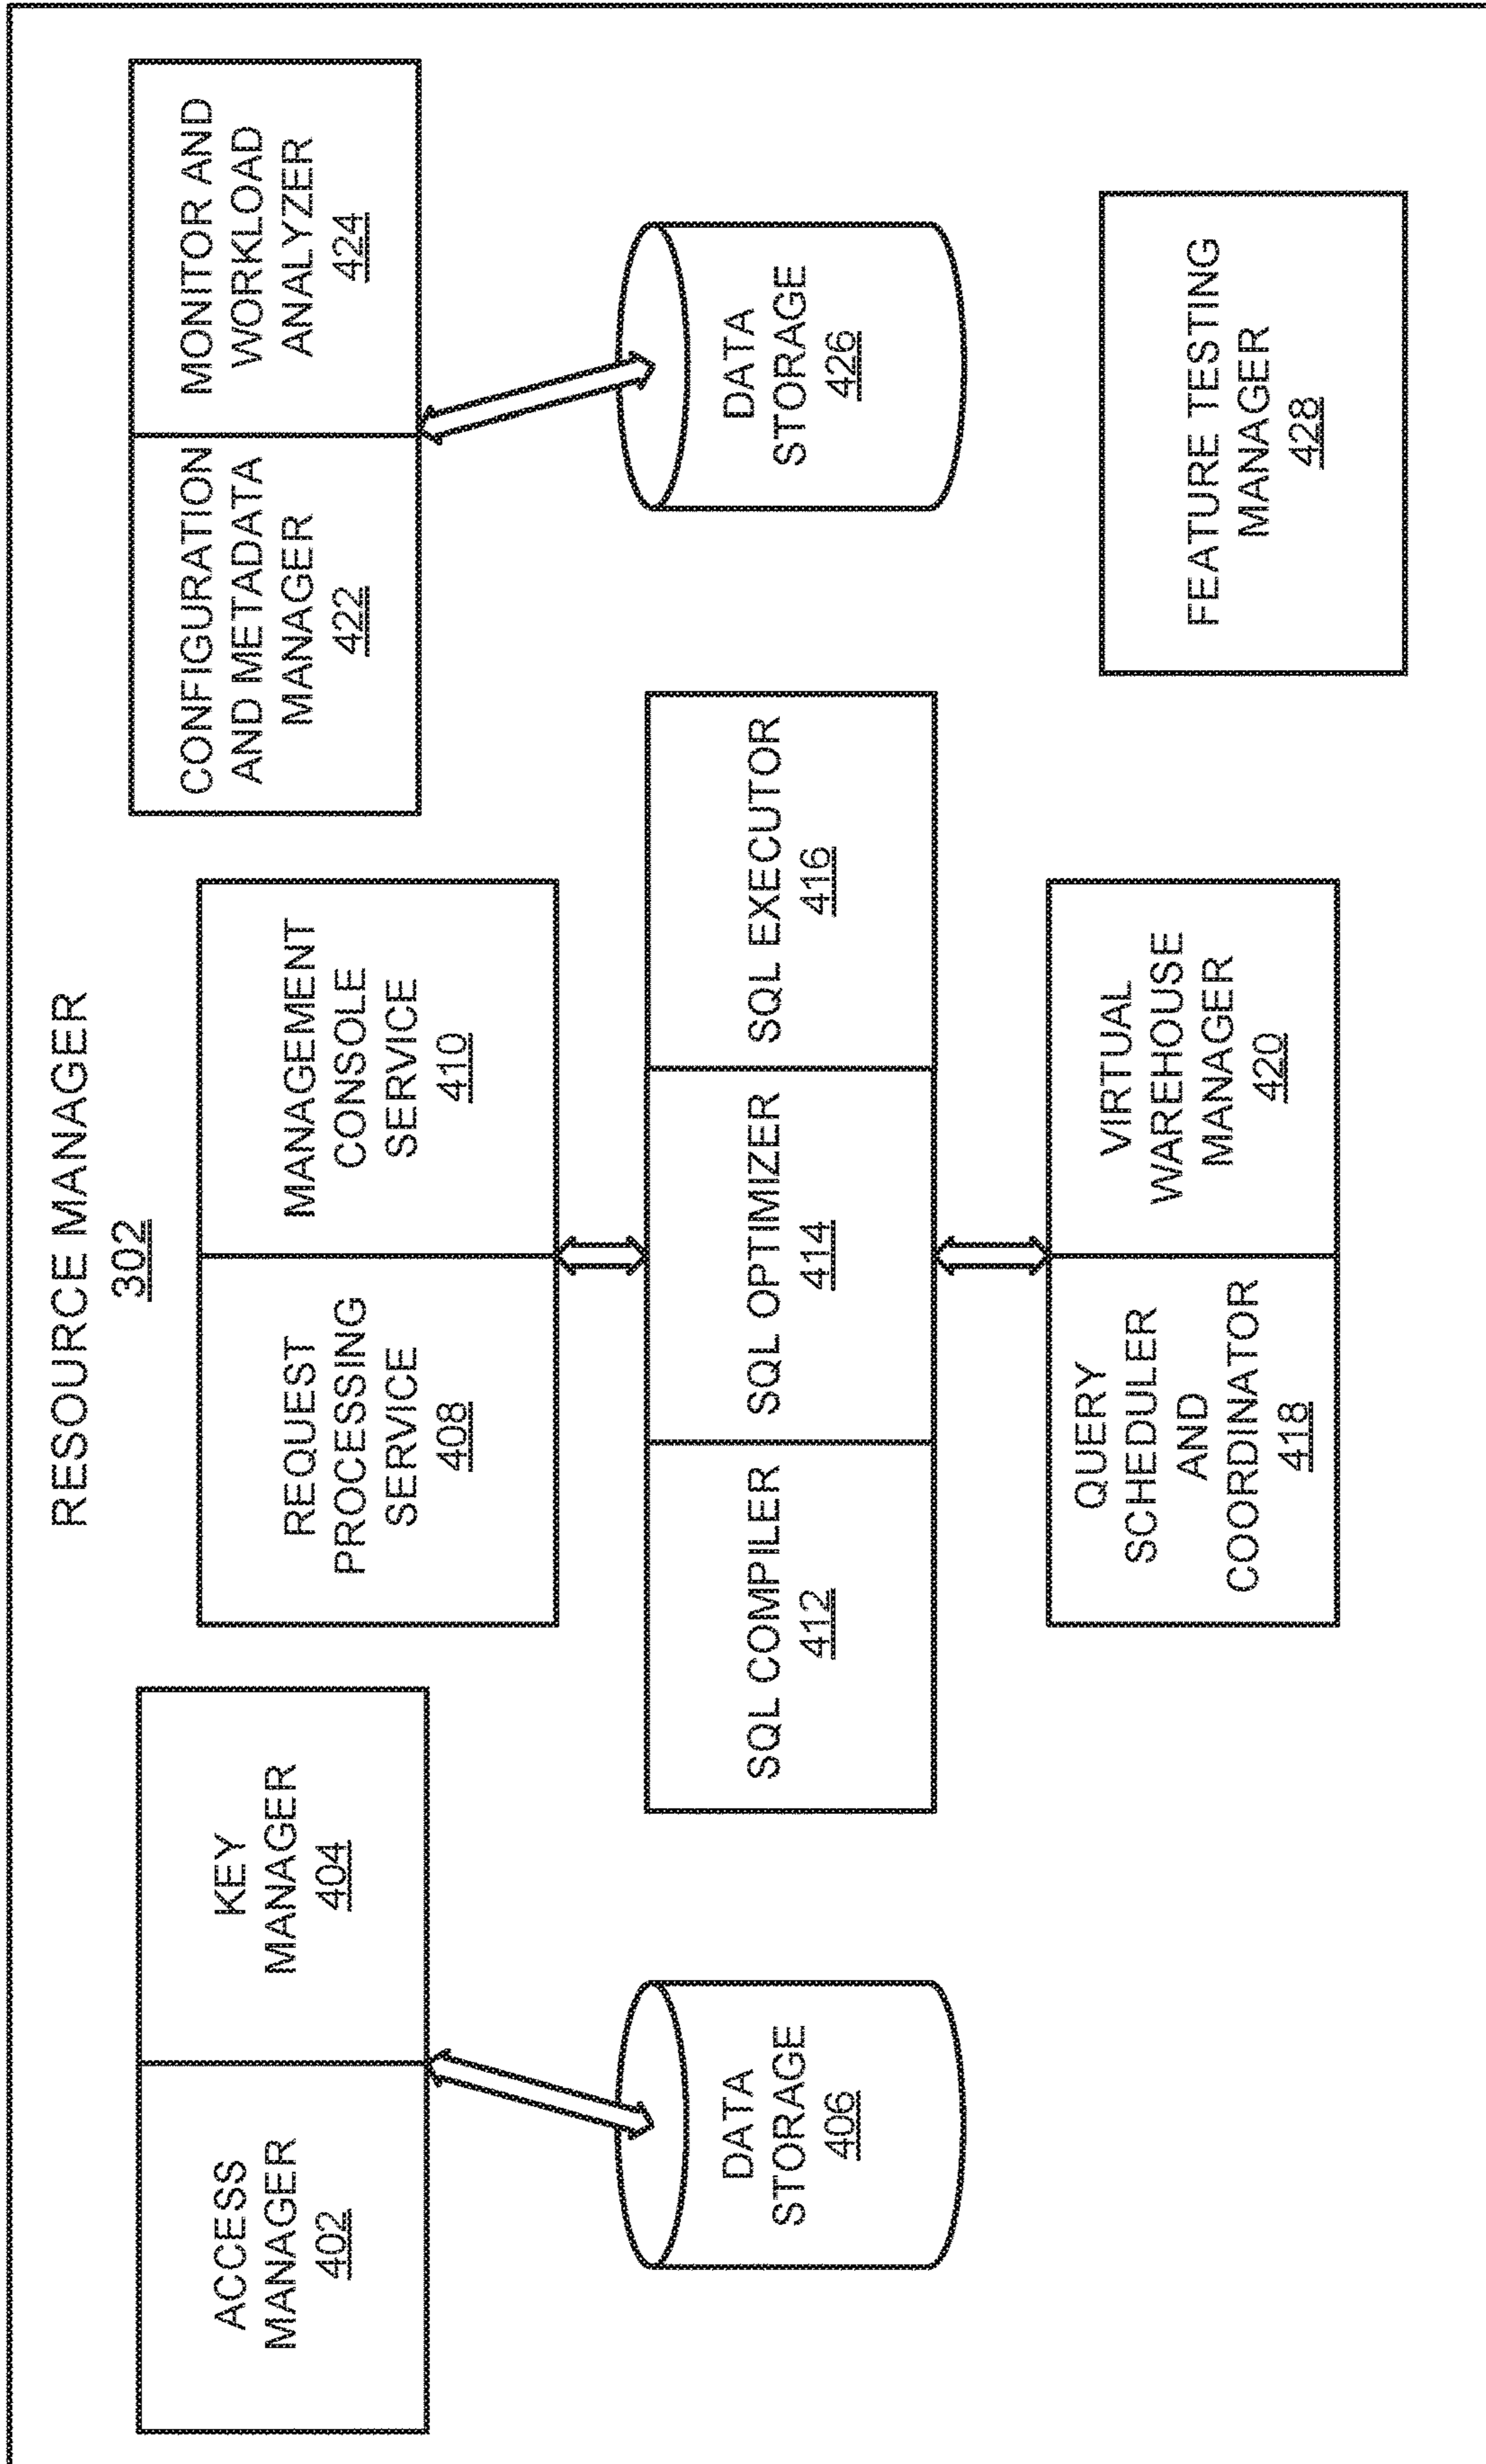 RESOURCE MANAGER
302
ACCESS
MANAGER
402
KEY
MANAGER
404
DATA
STORAGE
406
REQUEST
PROCESSING
SERVICE
408
MANAGEMENT
CONSOLE
SERVICE
410
SQL COMPILER
412
SQL OPTIMIZER
414
SQL EXECUTOR
416
QUERY
SCHEDULER
AND
COORDINATOR
418
VIRTUAL
WAREHOUSE
MANAGER
420
CONFIGURATION
AND METADATA
MANAGER
422
MONITOR AND
WORKLOAD
ANALYZER
424
DATA
STORAGE
426
FEATURE TESTING
MANAGER
428